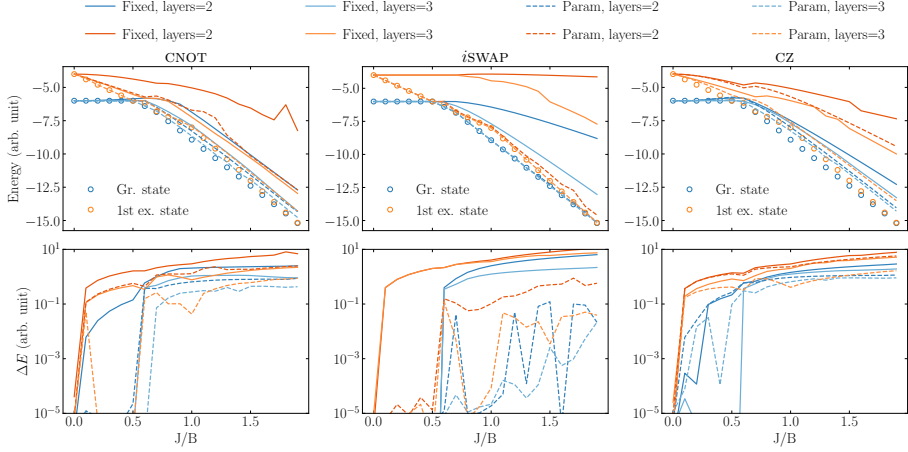 Fixed, layers=2 Fixed, layers=3 Param, layers=2 Param, layers=3
Fixed, layers=2 Fixed, layers=3 Param, layers=2 Param, layers=3
CNOT iSWAP CZ
Energy (arb. unit)
−5.0 −5.0 −5.0
−7.5 −7.5 −7.5
−10.0 −10.0 −10.0
−12.5 −12.5 −12.5
−15.0 −15.0 −15.0
Gr. state Gr. state Gr. state
1st ex. state 1st ex. state 1st ex. state
ΔE (arb. unit)
10^1 10^1 10^1
10^−1 10^−1 10^−1
10^−3 10^−3 10^−3
10^−5 10^−5 10^−5
0.0 0.5 1.0 1.5 0.0 0.5 1.0 1.5 0.0 0.5 1.0 1.5
J/B J/B J/B